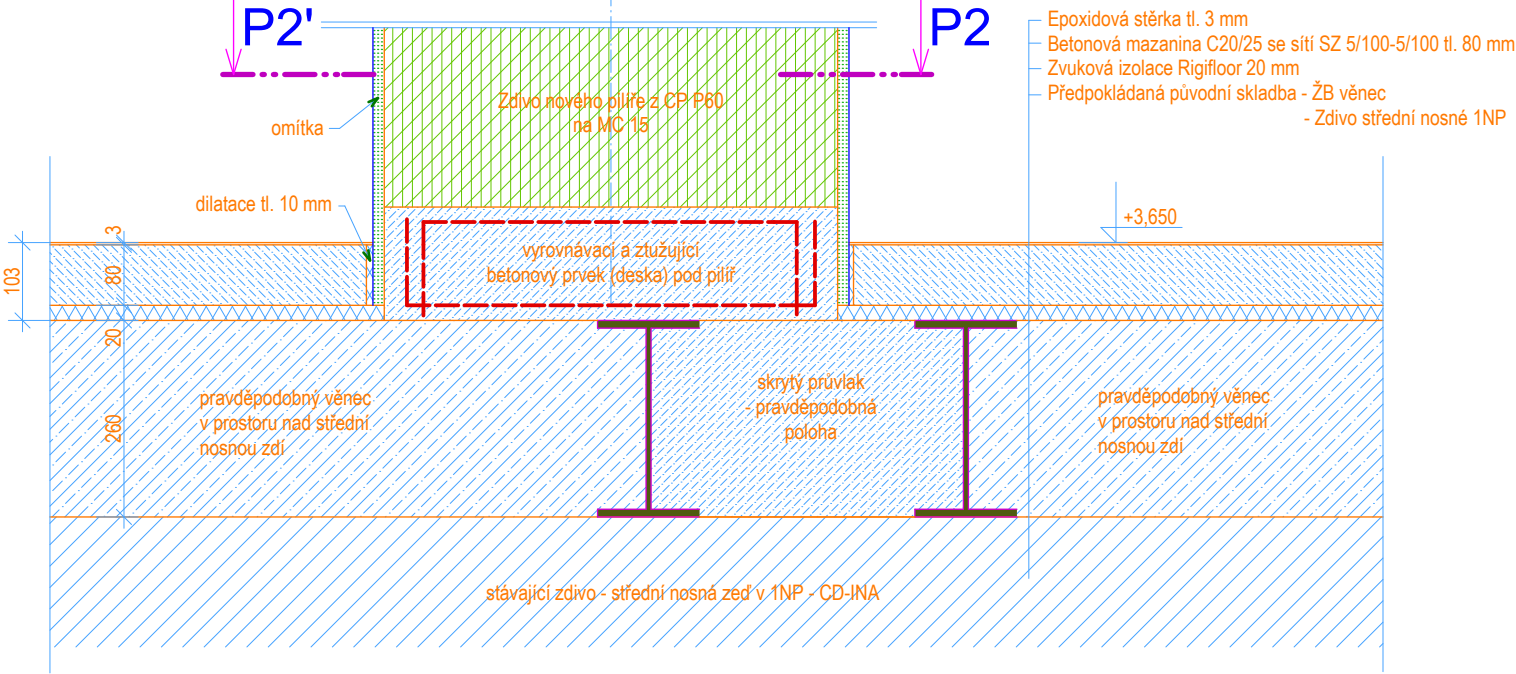 P2'
P2
Epoxidová stěrka tl. 3 mm
Betonová mazanina C20/25 se sítí SZ 5/100-5/100 tl. 80 mm
Zvuková izolace Rigifloor 20 mm
Předpokládaná původní skladba - ŽB věnec
- Zdivo střední nosné 1NP
Zdivo nového pilíře z CP P60
na MC 15
omítka
dilatace tl. 10 mm
+3,650
3
80
103
20
260
vyrovnávací a ztužující
betonový prvek (deska) pod pilíř
pravděpodobný věnec
v prostoru nad střední
nosnou zdí
skrytý průvlak
- pravděpodobná
poloha
pravděpodobný věnec
v prostoru nad střední
nosnou zdí
stávající zdivo - střední nosná zeď v 1NP - CD-INA